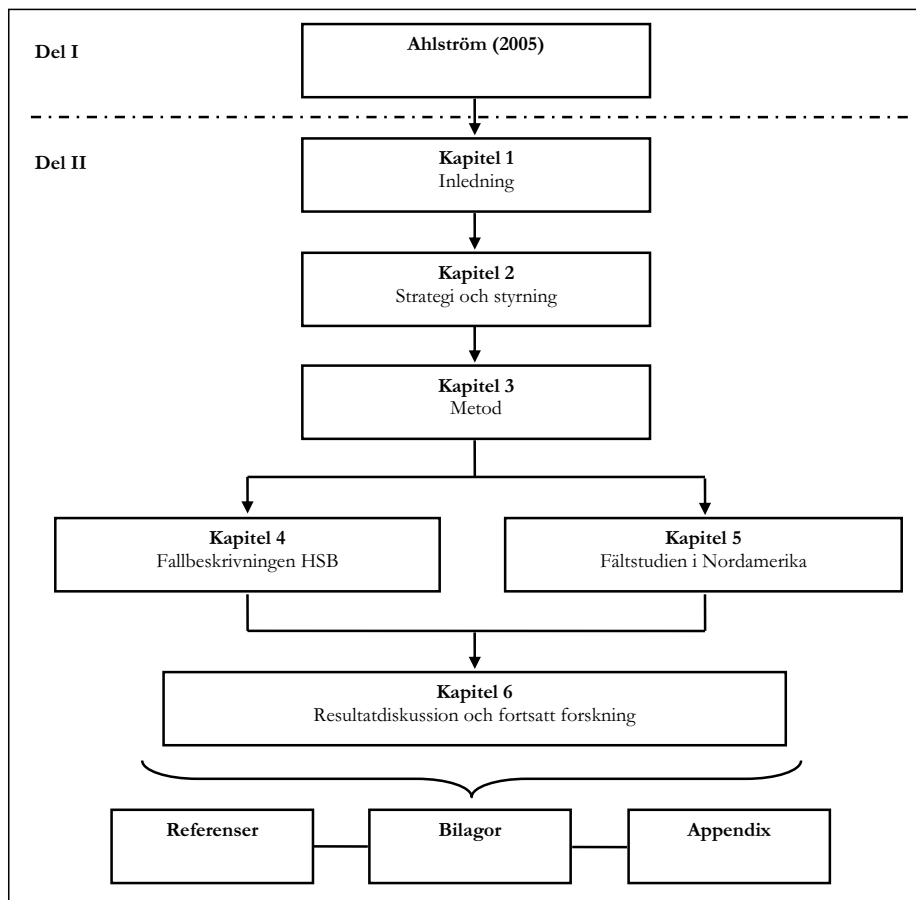 Del I
Ahlström (2005)
Del II
Kapitel 1
Inledning
Kapitel 2
Strategi och styrning
Kapitel 3
Metod
Kapitel 4
Fallbeskrivningen HSB
Kapitel 5
Fältstudien i Nordamerika
Kapitel 6
Resultatdiskussion och fortsatt forskning
Referenser
Bilagor
Appendix